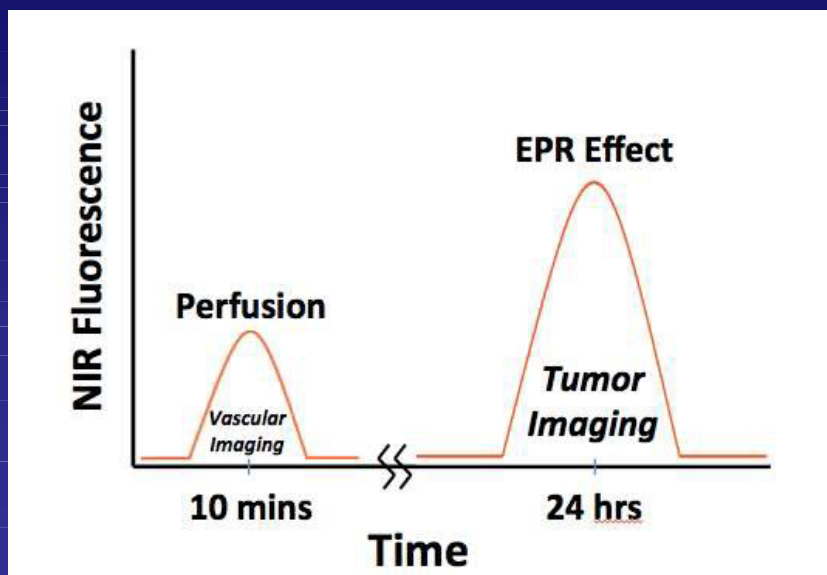 NIR Fluorescence
EPR Effect
Perfusion
Tumor
Imaging
Vascular
Imaging
10 mins
24 hrs
Time